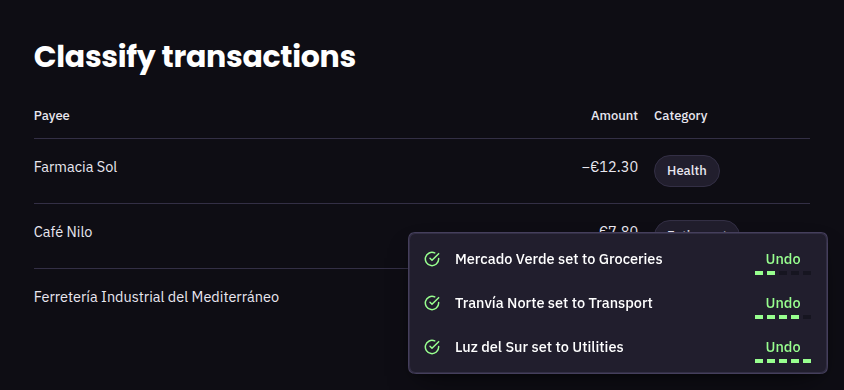 Classify transactions
Payee Amount Category
Farmacia Sol −€12.30 Health
Café Nilo
Mercado Verde set to Groceries Undo
Ferretería Industrial del Mediterráneo
Tranvía Norte set to Transport Undo
Luz del Sur set to Utilities Undo